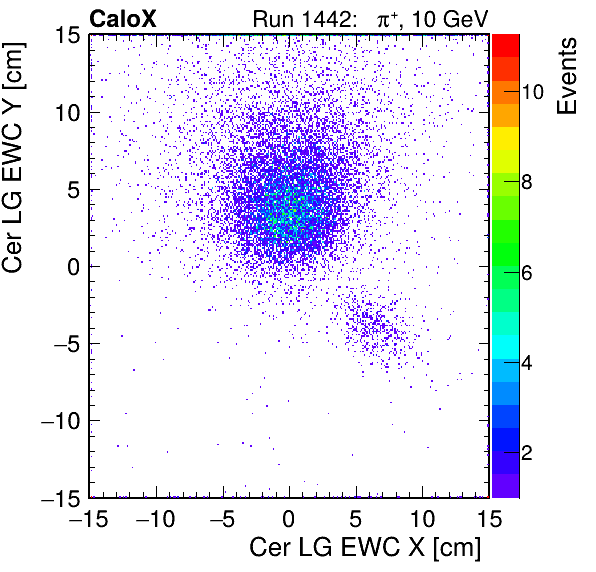 CaloX Run 1442: π+, 10 GeV
Cer LG EWC Y [cm]
15
10
5
0
−5
−10
−15
−15 −10 −5 0 5 10 15
Cer LG EWC X [cm]
Events
10
8
6
4
2